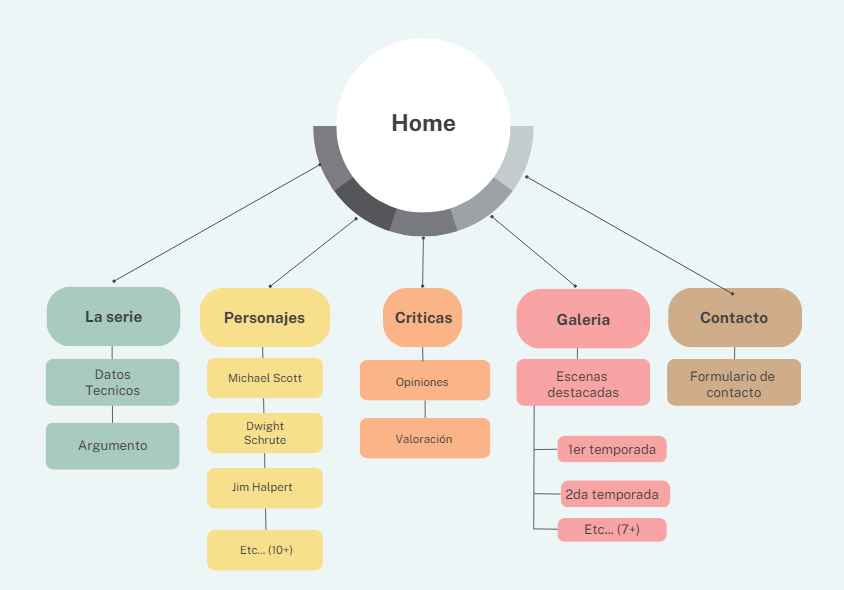 Home
La serie
Datos
Tecnicos
Argumento
Personajes
Michael Scott
Dwight
Schrute
Jim Halpert
Etc... (10+)
Criticas
Opiniones
Valoración
Galeria
Escenas
destacadas
1er temporada
2da temporada
Etc... (7+)
Contacto
Formulario de
contacto